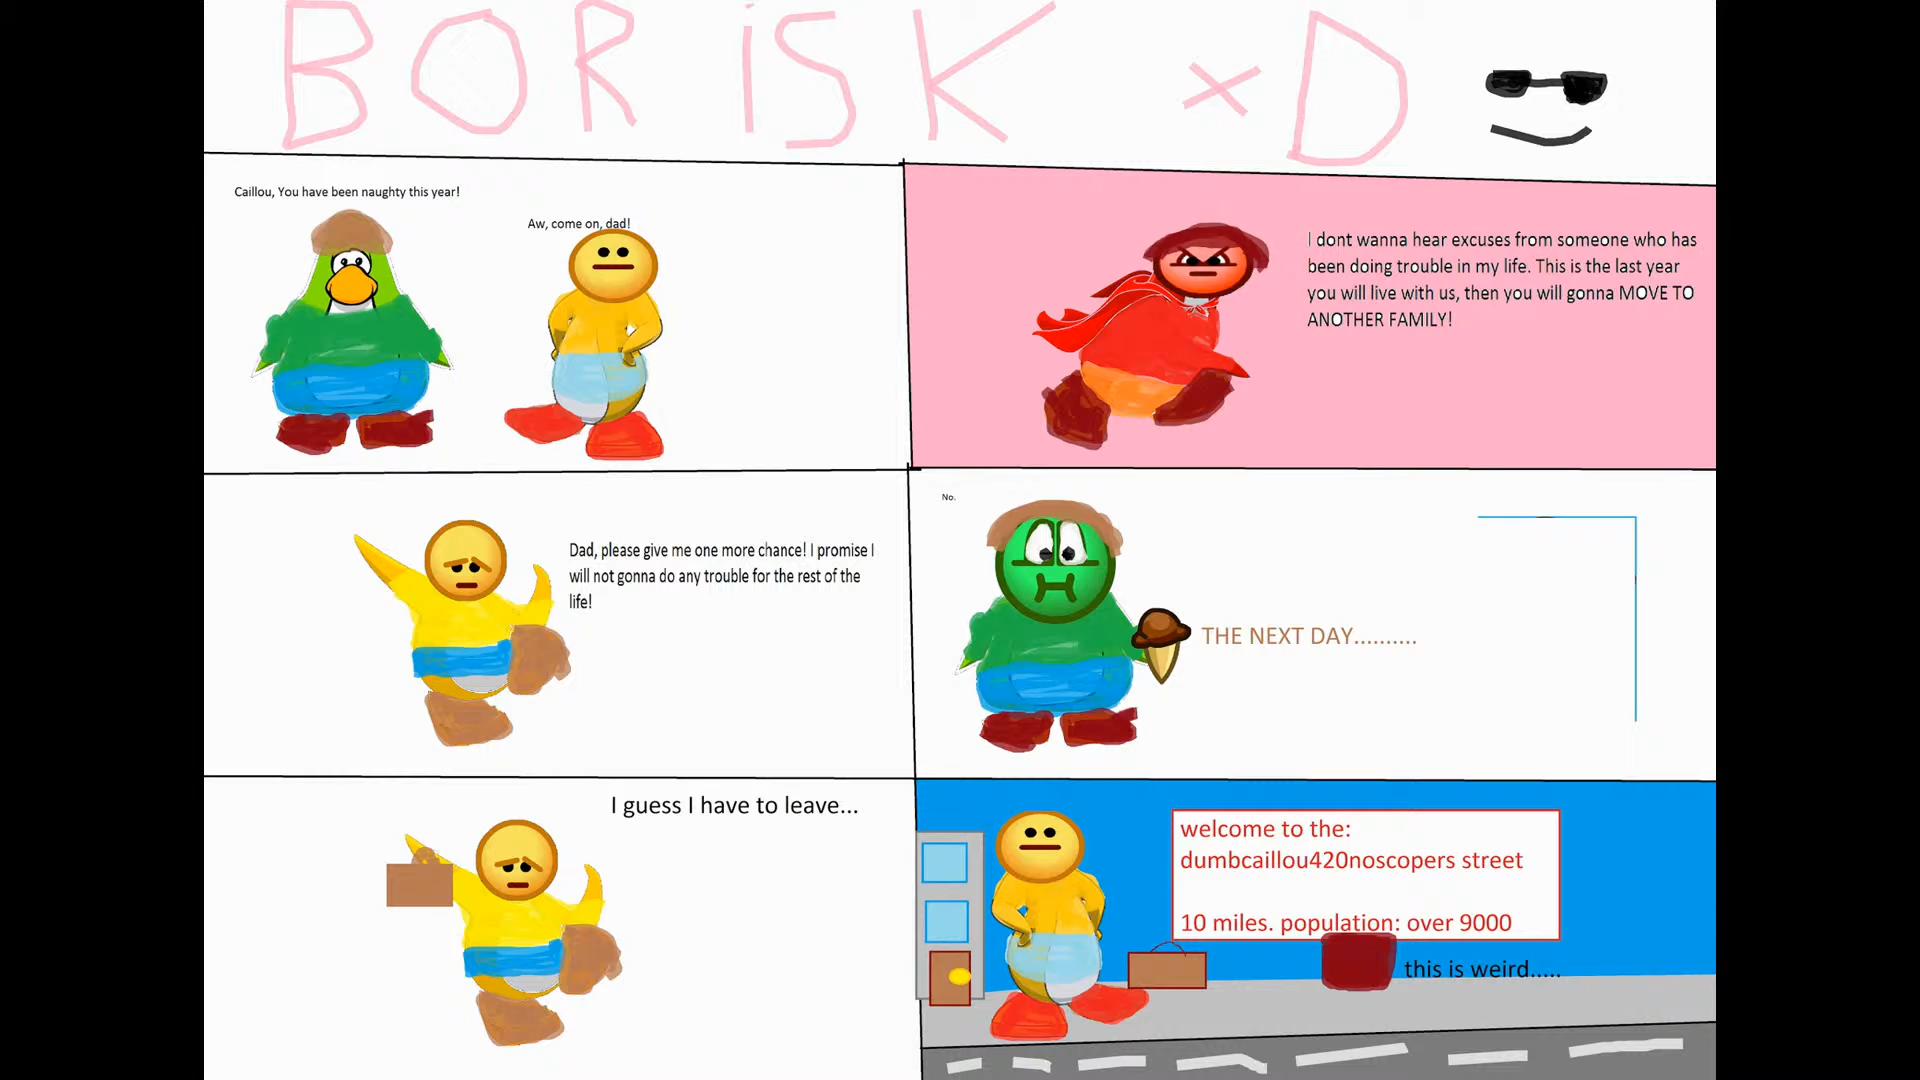 BORiSK xD
Caillou, You have been naughty this year!
Aw, come on, dad!
I dont wanna hear excuses from someone who has
been doing trouble in my life. This is the last year
you will live with us, then you will gonna MOVE TO
ANOTHER FAMILY!
Dad, please give me one more chance! I promise I
will not gonna do any trouble for the rest of the
life!
No.
THE NEXT DAY..........
I guess I have to leave...
welcome to the:
dumbcaillou420noscopers street
10 miles. population: over 9000
this is weird.....